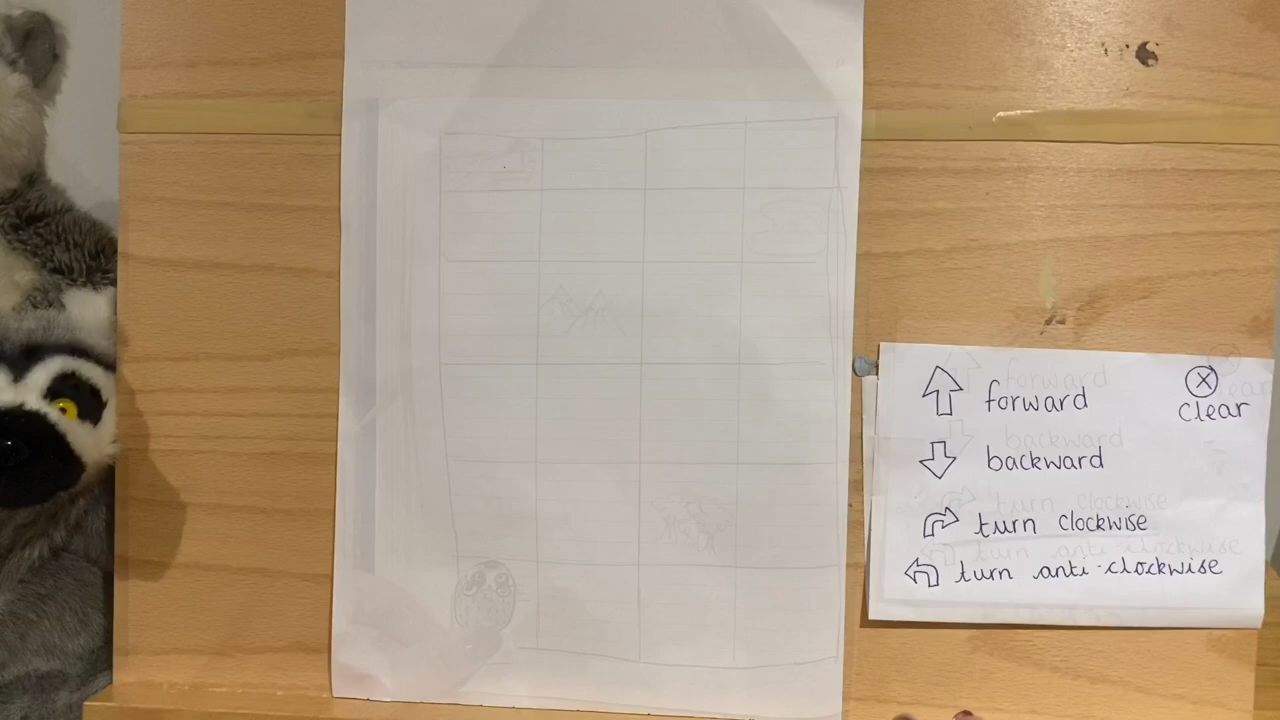 forward
clear
backward
turn clockwise
turn anti-clockwise